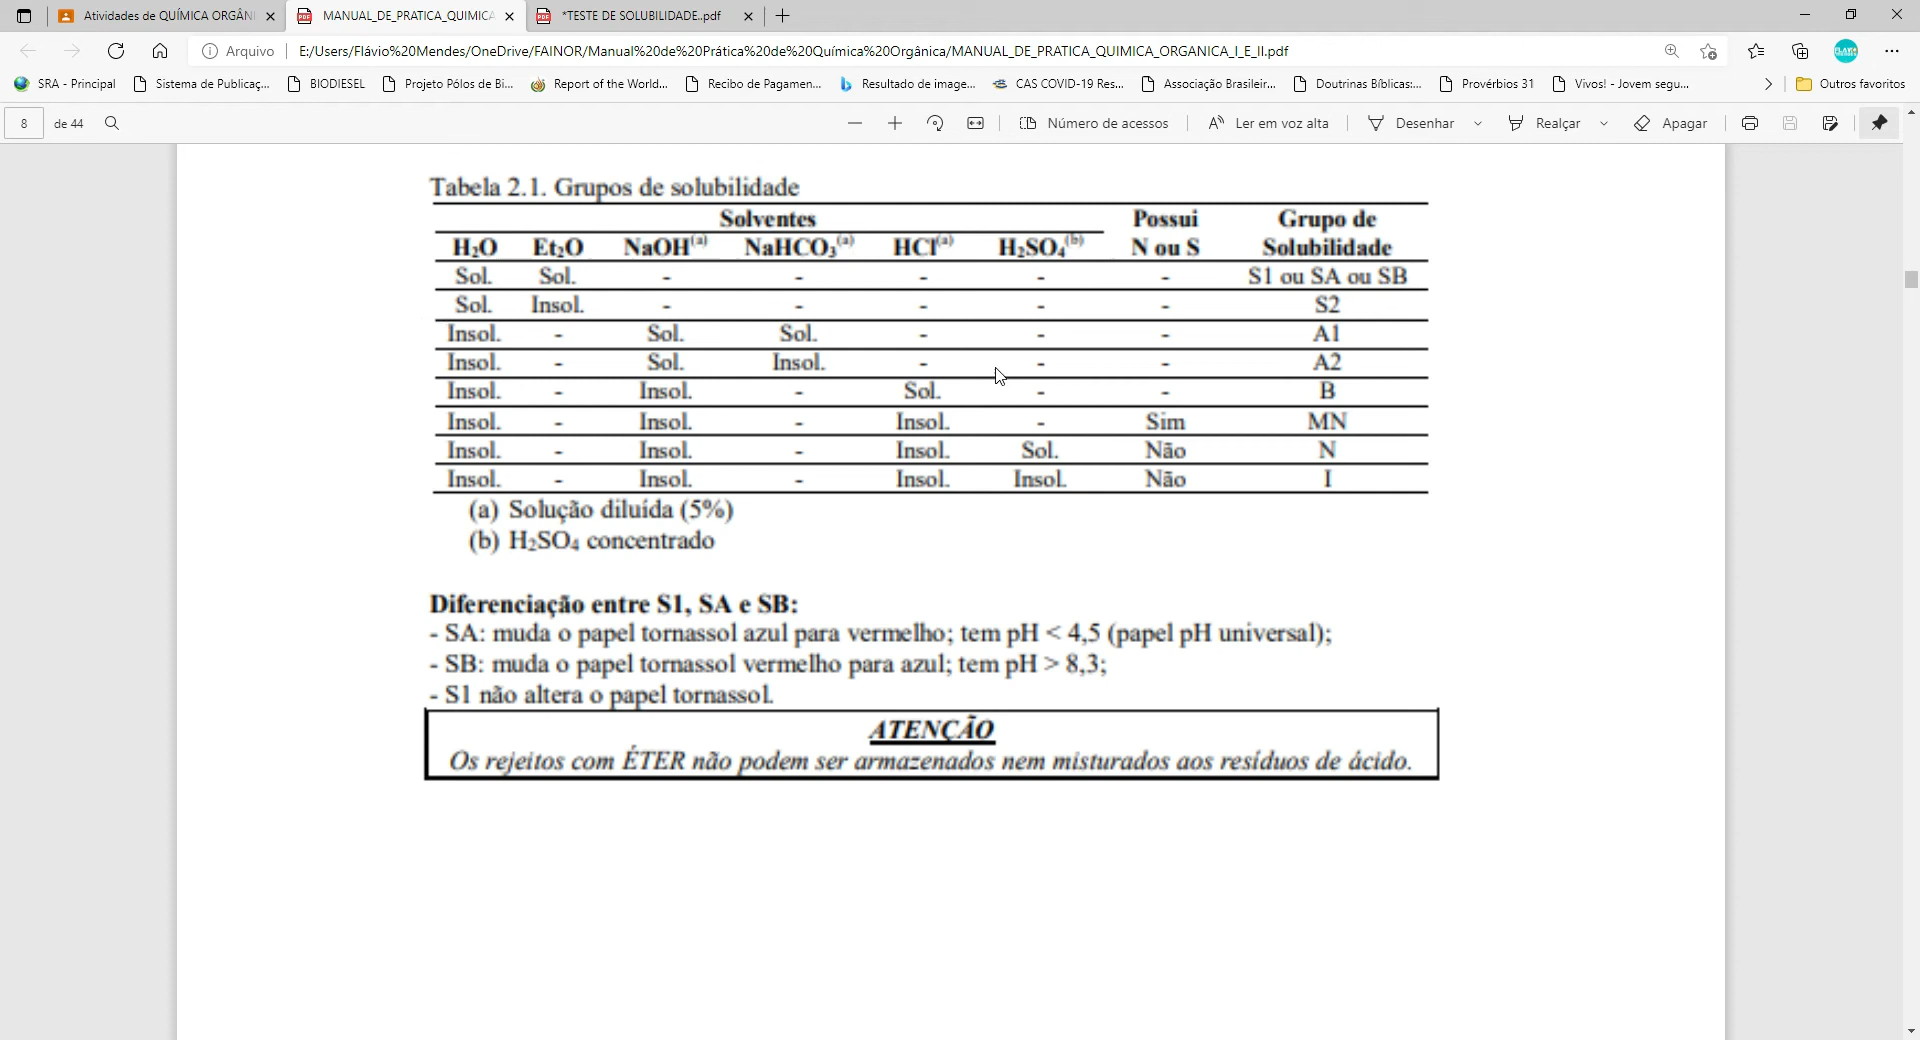 Atividades de QUÍMICA ORGÂNI
MANUAL_DE_PRATICA_QUIMICA
*TESTE DE SOLUBILIDADE..pdf
Arquivo
E:/Users/Flávio%20Mendes/OneDrive/FAINOR/Manual%20de%20Prática%20de%20Química%20Orgânica/MANUAL_DE_PRATICA_QUIMICA_ORGANICA_I_E_II.pdf
SRA - Principal
Sistema de Publicaç...
BIODIESEL
Projeto Pólos de Bi...
Report of the World...
Recibo de Pagamen...
Resultado de image...
CAS COVID-19 Res...
Associação Brasileir...
Doutrinas Bíblicas:...
Provérbios 31
Vivos! - Jovem segu...
Outros favoritos
8 de 44
Número de acessos
Ler em voz alta
Desenhar
Realçar
Apagar
Tabela 2.1. Grupos de solubilidade
Solventes Possui Grupo de
H₂O Et₂O NaOH⁽ᵃ⁾ NaHCO₃⁽ᵃ⁾ HCl⁽ᵃ⁾ H₂SO₄⁽ᵇ⁾ N ou S Solubilidade
Sol. Sol. - - - - - S1 ou SA ou SB
Sol. Insol. - - - - - S2
Insol. - Sol. Sol. - - - A1
Insol. - Sol. Insol. - - - A2
Insol. - Insol. - Sol. - - B
Insol. - Insol. - Insol. - Sim MN
Insol. - Insol. - Insol. Sol. Não N
Insol. - Insol. - Insol. Insol. Não I
(a) Solução diluída (5%)
(b) H₂SO₄ concentrado
Diferenciação entre S1, SA e SB:
- SA: muda o papel tornassol azul para vermelho; tem pH < 4,5 (papel pH universal);
- SB: muda o papel tornassol vermelho para azul; tem pH > 8,3;
- S1 não altera o papel tornassol.
ATENÇÃO
Os rejeitos com ÉTER não podem ser armazenados nem misturados aos resíduos de ácido.